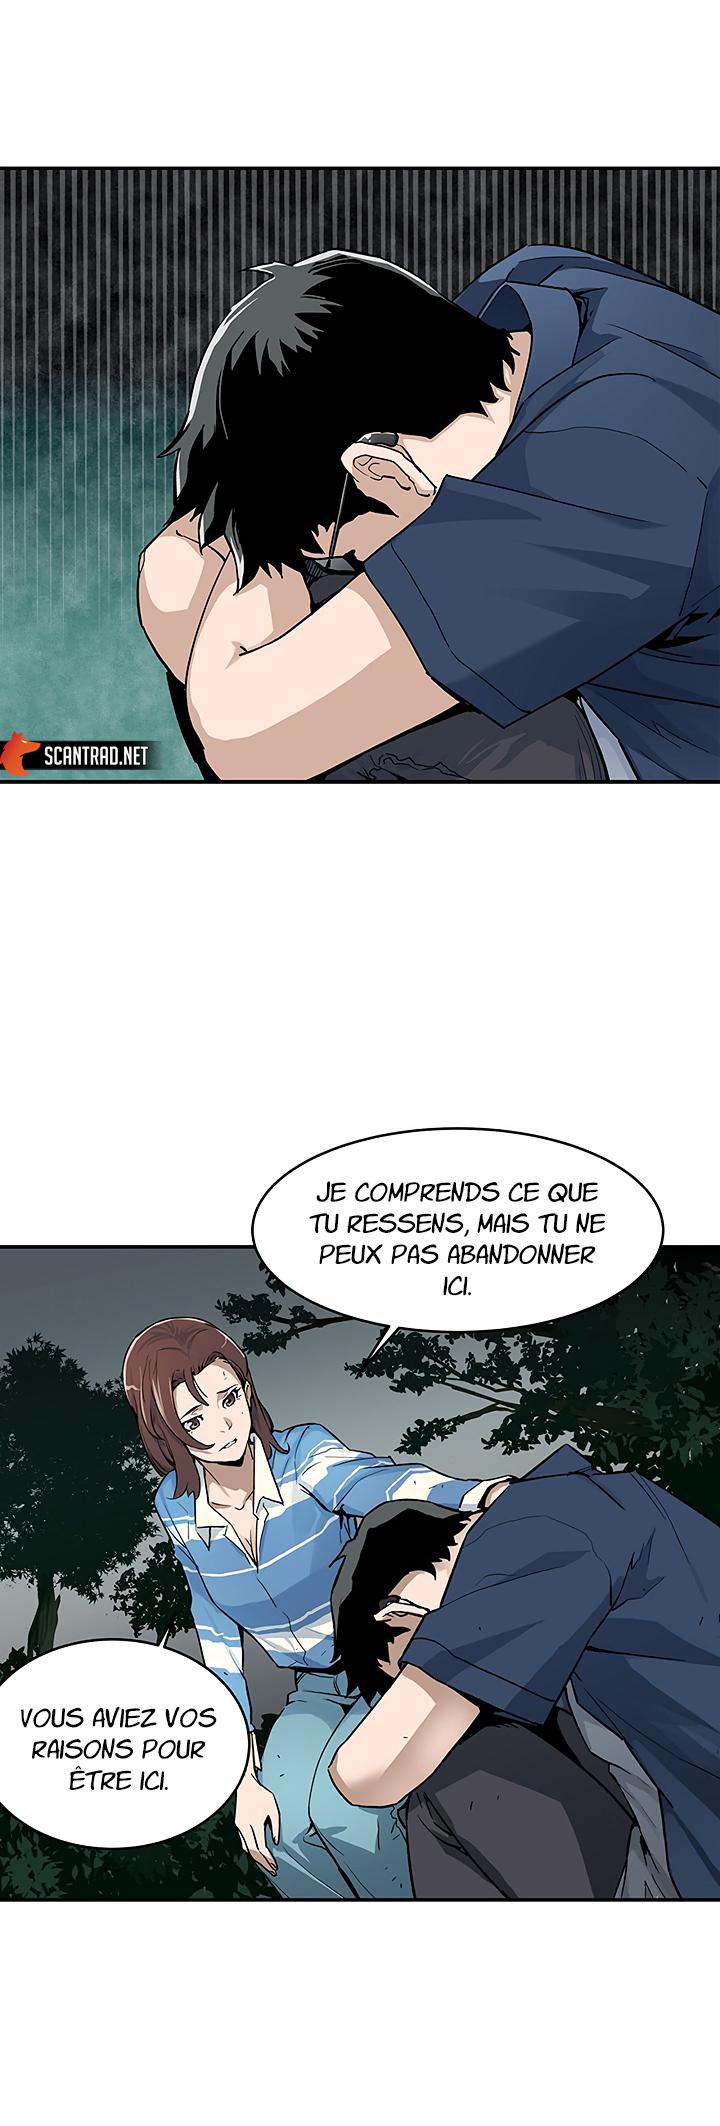 SCANTRAD.NET
JE COMPRENDS CE QUE
TU RESSENS, MAIS TU NE
PEUX PAS ABANDONNER
ICI.
VOUS AVIEZ VOS
RAISONS POUR
ÊTRE ICI.